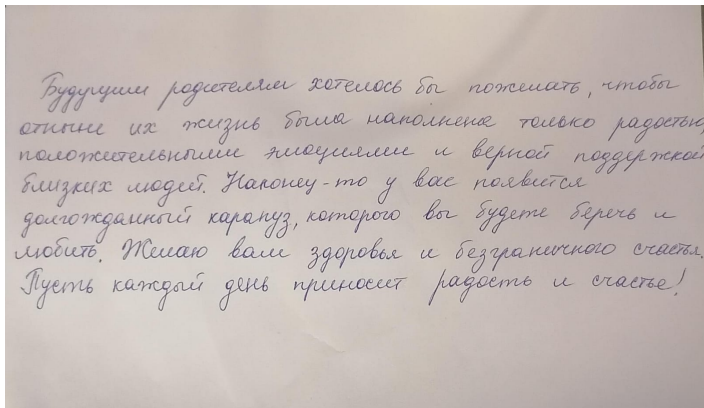 Будущим родителям хотелось бы пожелать, чтобы
отныне их жизнь была наполнена только радостью,
положительными эмоциями и верной поддержкой
близких людей. Наконец-то у вас появится
долгожданный карапуз, которого вы будете беречь и
любить. Желаю вам здоровья и безграничного счастья.
Пусть каждый день приносит радость и счастье!